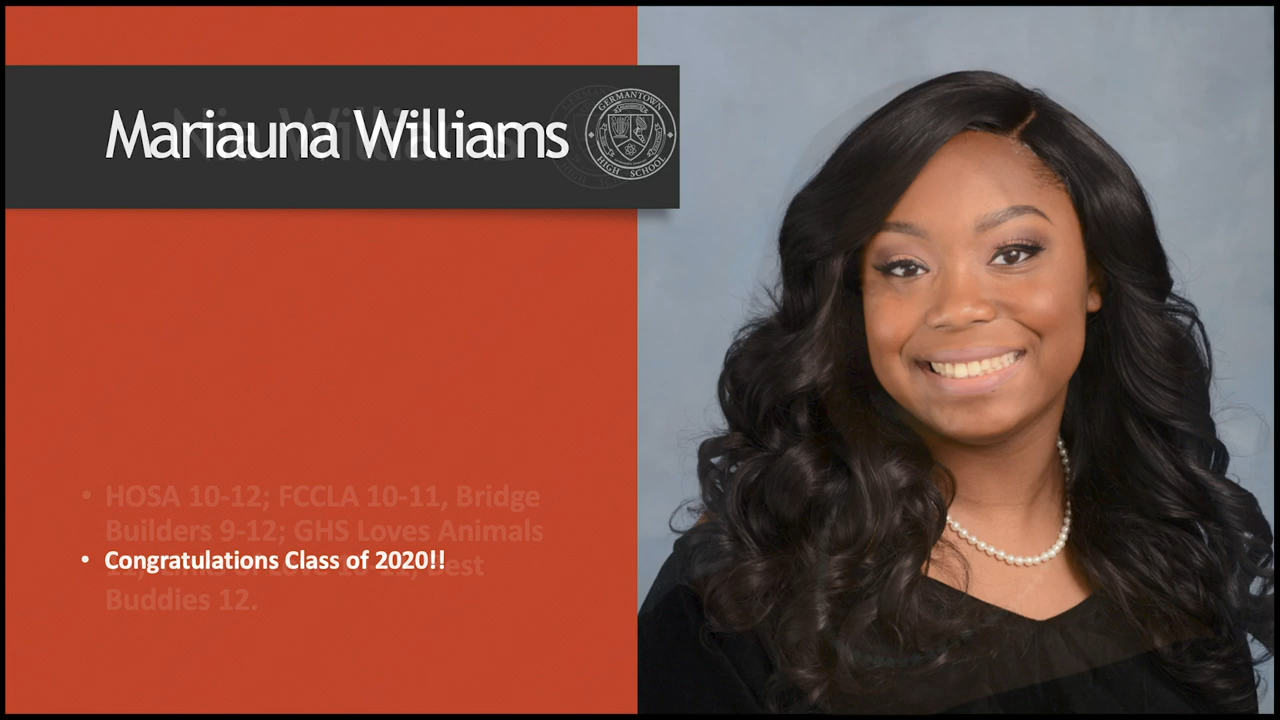 Mariauna Williams
GERMANTOWN
HIGH SCHOOL
• HOSA 10-12; FCCLA 10-11, Bridge
Builders 9-12; GHS Loves Animals
• Congratulations Class of 2020!!
Buddies 12.